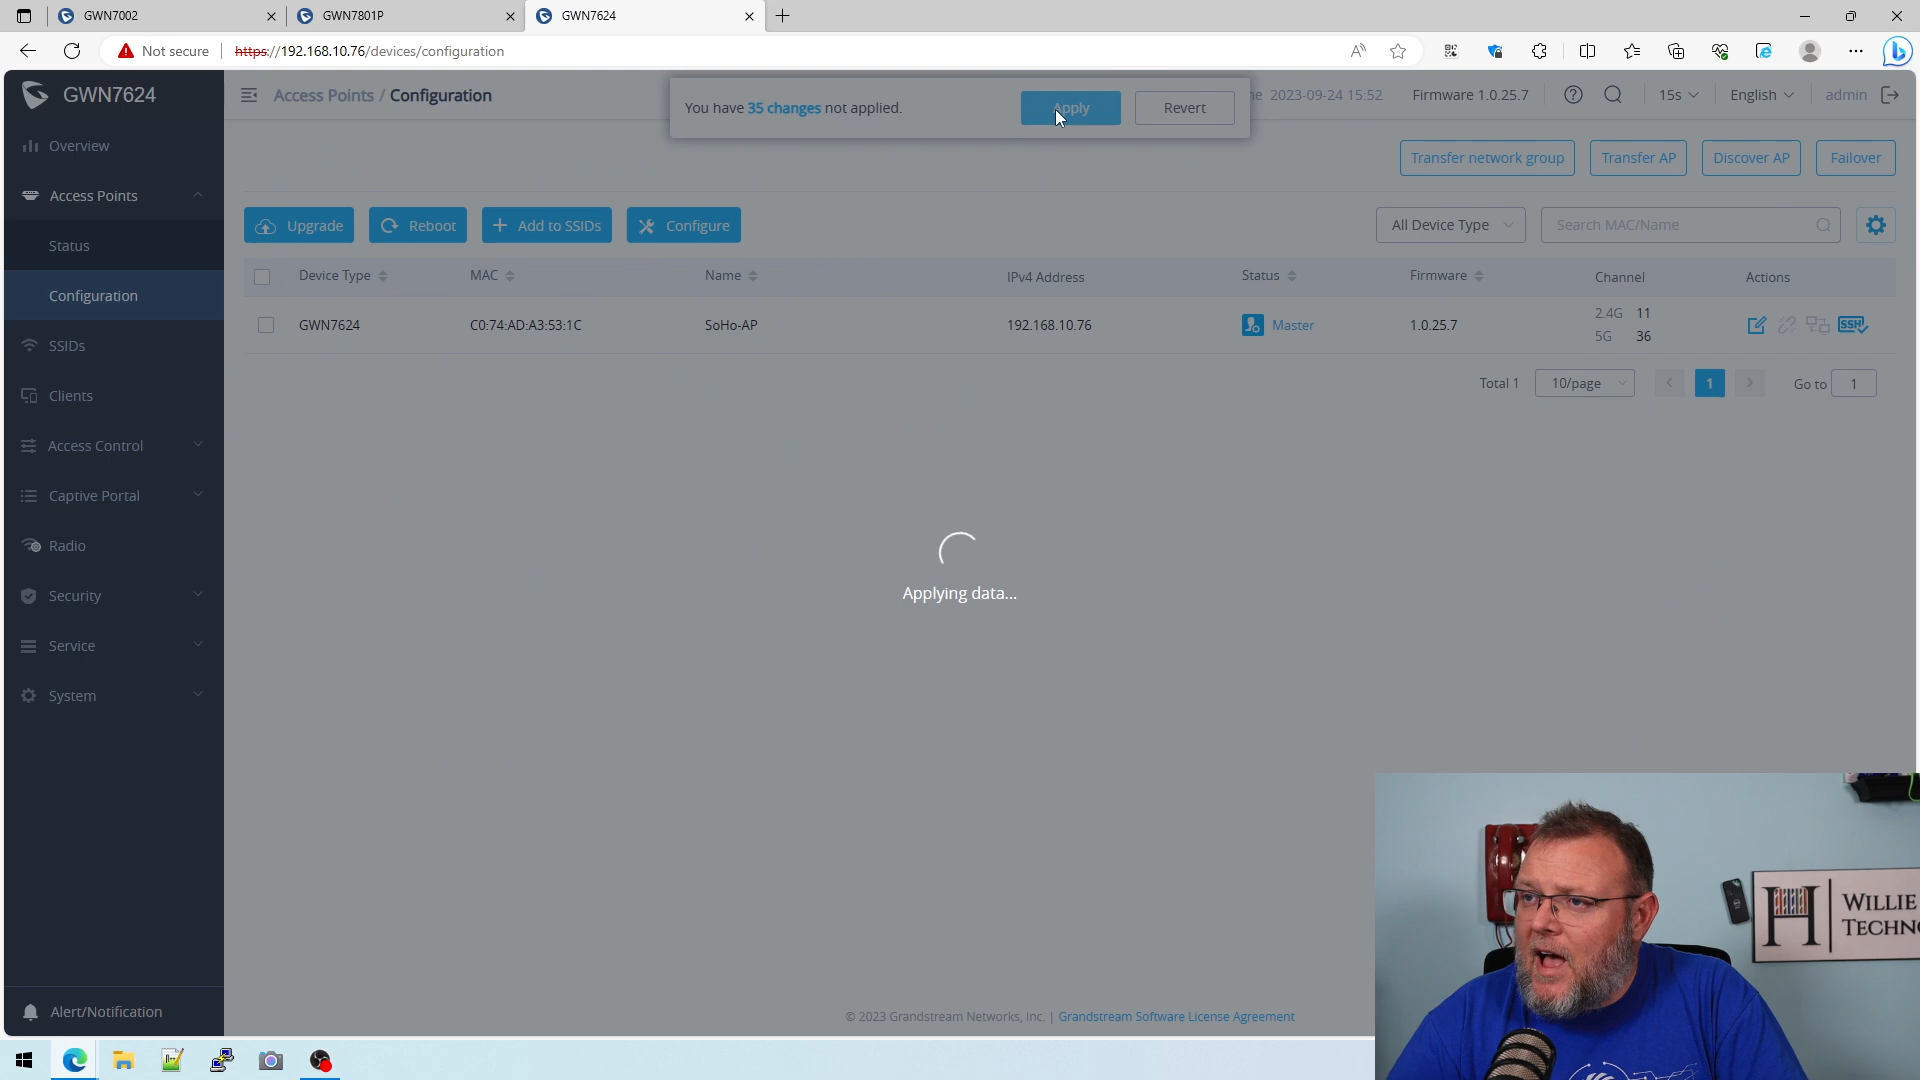 GWN7002
GWN7801P
GWN7624
Not secure
https://192.168.10.76/devices/configuration
GWN7624
Access Points / Configuration
You have 35 changes not applied.
Apply
Revert
2023-09-24 15:52
Firmware 1.0.25.7
15s
English
admin
Overview
Access Points
Status
Configuration
SSIDs
Clients
Access Control
Captive Portal
Radio
Security
Service
System
Alert/Notification
Transfer network group
Transfer AP
Discover AP
Failover
Upgrade
Reboot
Add to SSIDs
Configure
All Device Type
Search MAC/Name
Device Type MAC Name IPv4 Address Status Firmware Channel Actions
GWN7624 C0:74:AD:A3:53:1C SoHo-AP 192.168.10.76 Master 1.0.25.7
2.4G 11
5G 36
SSH
Total 1 10/page 1 Go to 1
Applying data...
© 2023 Grandstream Networks, Inc. | Grandstream Software License Agreement
WILLIE
TECHNO